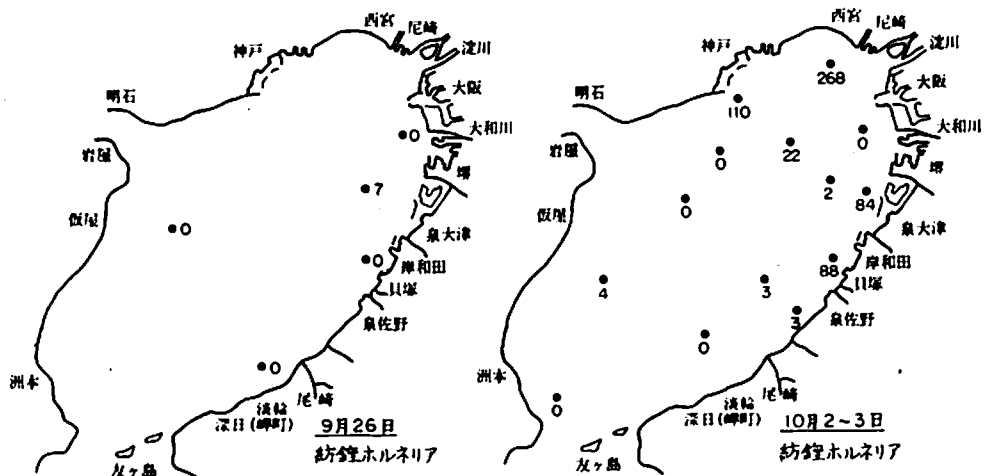 西宮
尼崎
淀川
神戸
大阪
明石
大和川
0
岩屋
堺
7
仮屋
0
泉大津
0
岸和田
貝塚
泉佐野
0
洲本
尾崎
淡輪
深日(岬町)
9月26日
紡錐ホルネリア
友ヶ島
西宮
尼崎
淀川
神戸
268
大阪
110
明石
大和川
0
22
岩屋
0
堺
2
84
仮屋
0
泉大津
88
岸和田
4
3
貝塚
3
泉佐野
0
洲本
0
尾崎
淡輪
深日(岬町)
10月2~3日
紡錐ホルネリア
友ヶ島